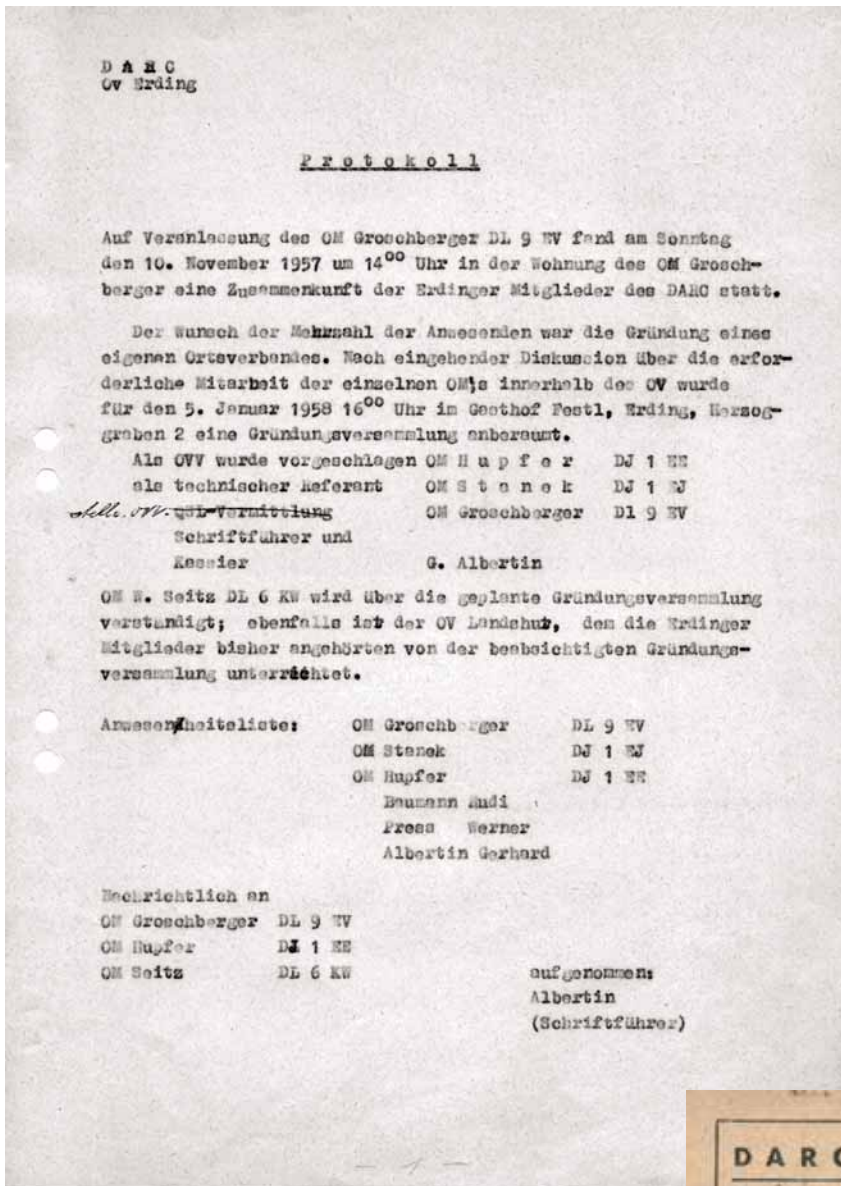 D A R C
Ov Erding
P r o t o k o l l
Auf Veranlassung des OM Groschberger DL 9 EV fand am Sonntag
den 10. November 1957 um 14⁰⁰ Uhr in der Wohnung des OM Grosch-
berger eine Zusammenkunft der Erdinger Mitglieder des DARC statt.
Der Wunsch der Mehrzahl der Anwesenden war die Gründung eines
eigenen Ortsverbandes. Nach eingehender Diskussion über die erfor-
derliche Mitarbeit der einzelnen OM's innerhalb des OV wurde
für den 5. Januar 1958 16⁰⁰ Uhr im Gasthof Festl, Erding, Herzog-
graben 2 eine Gründungsversammlung anberaumt.
Als OVV wurde vorgeschlagen OM H u p f e r DJ 1 EE
als technischer Referent OM S t a n e k DJ 1 EJ
stellv. OVV. QSL-Vermittlung OM Groschberger Dl 9 EV
Schriftführer und
Kassier G. Albertin
OM W. Seitz DL 6 KW wird über die geplante Gründungsversammlung
verständigt; ebenfalls ist der OV Landshut, dem die Erdinger
Mitglieder bisher angehörten von der beabsichtigten Gründungs-
versammlung unterrichtet.
Anwesenheitsliste: OM Groschberger DL 9 EV
OM Stanek DJ 1 EJ
OM Hupfer DJ 1 EE
Baumann Rudi
Press Werner
Albertin Gerhard
Nachrichtlich an
OM Groschberger DL 9 EV
OM Hupfer DJ 1 EE
OM Seitz DL 6 KW
aufgenommen:
Albertin
(Schriftführer)
- 1 -
DARC